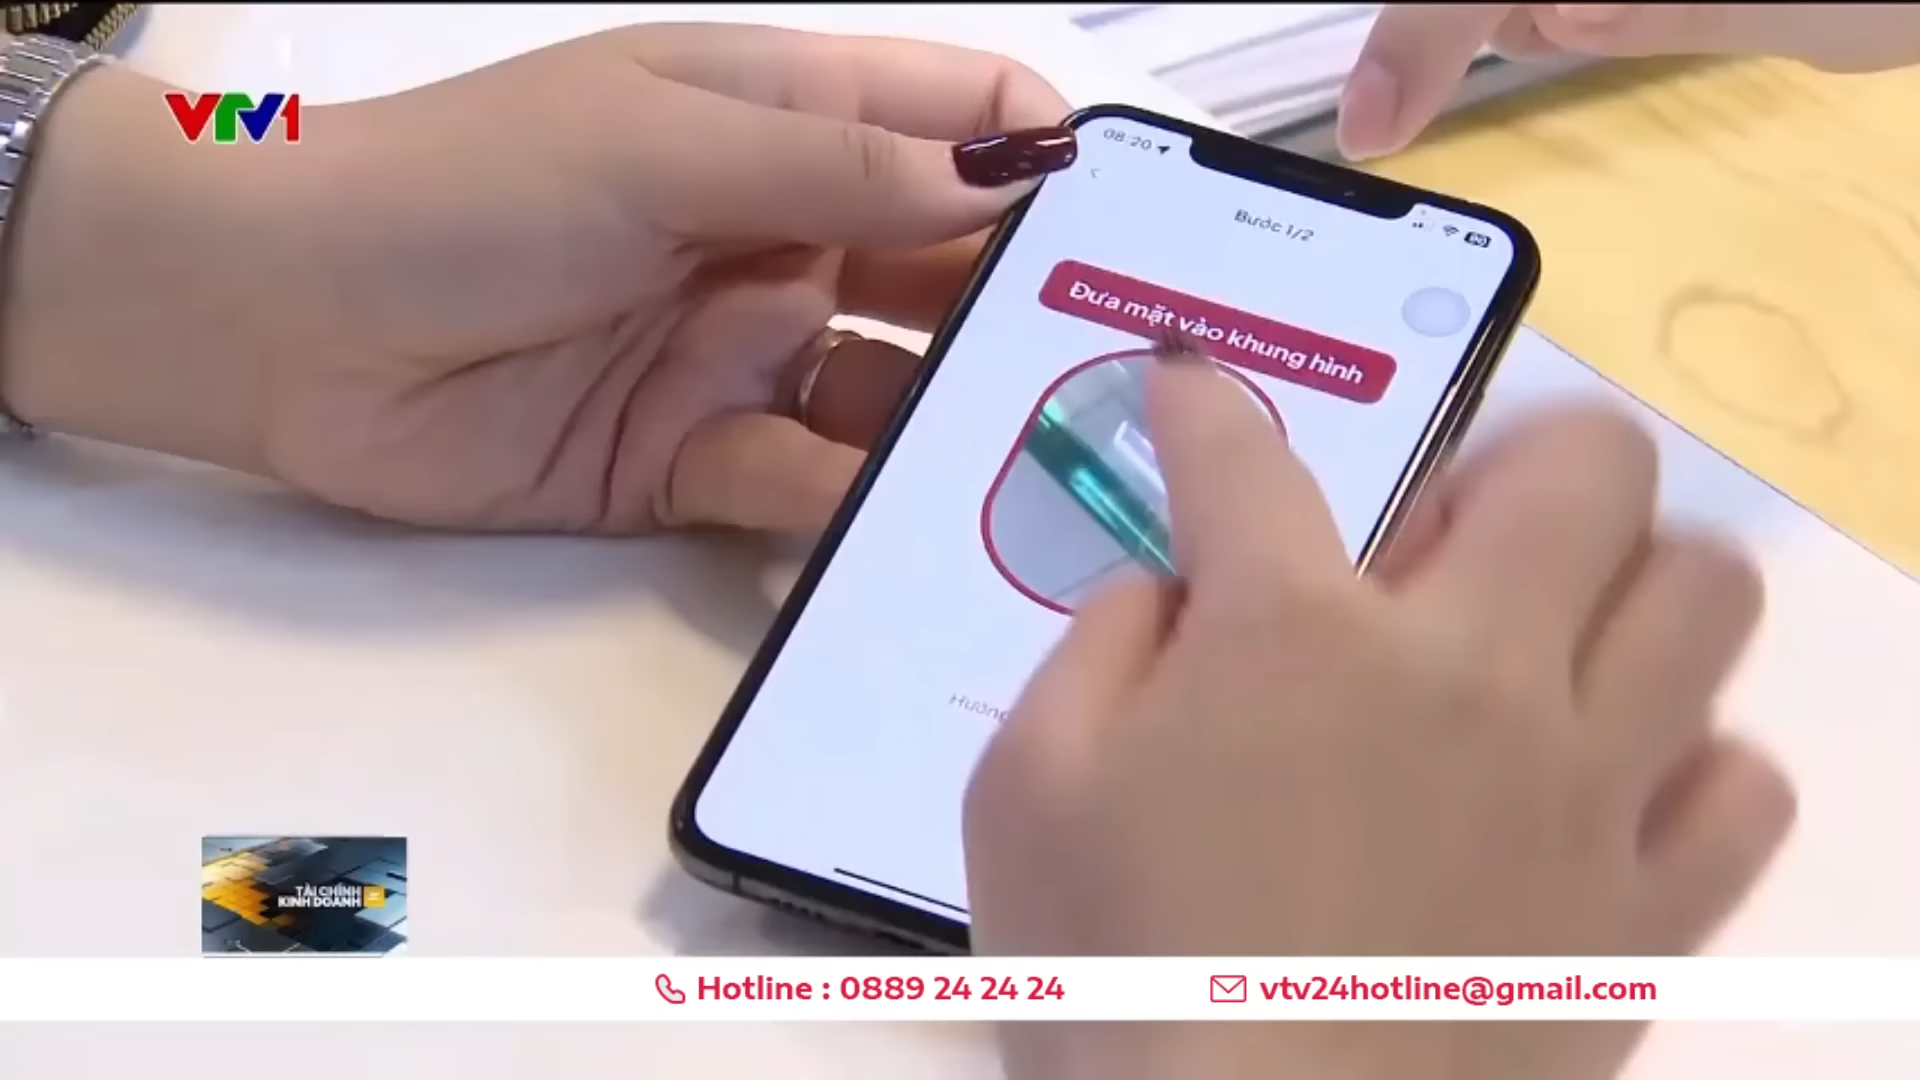 VTV1
08:20
Bước 1/2
Đưa mặt vào khung hình
TÀI CHÍNH
KINH DOANH
Hotline : 0889 24 24 24
vtv24hotline@gmail.com